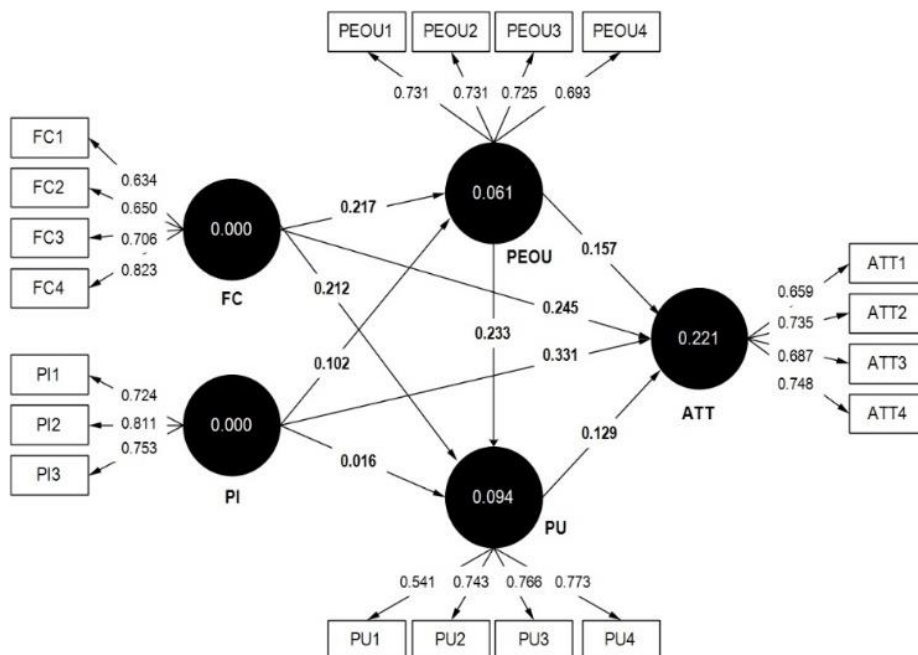 PEOU1 PEOU2 PEOU3 PEOU4
0.731 0.731 0.725 0.693
FC1
FC2
FC3
FC4
0.634
0.650
0.706
0.823
0.000
FC
0.217
0.061
PEOU
0.157
0.212
0.245
0.233
0.102
0.331
ATT1
ATT2
ATT3
ATT4
0.659
0.735
0.687
0.748
0.221
ATT
PI1
PI2
PI3
0.724
0.811
0.753
0.000
PI
0.016
0.129
0.094
PU
0.541 0.743 0.766 0.773
PU1 PU2 PU3 PU4